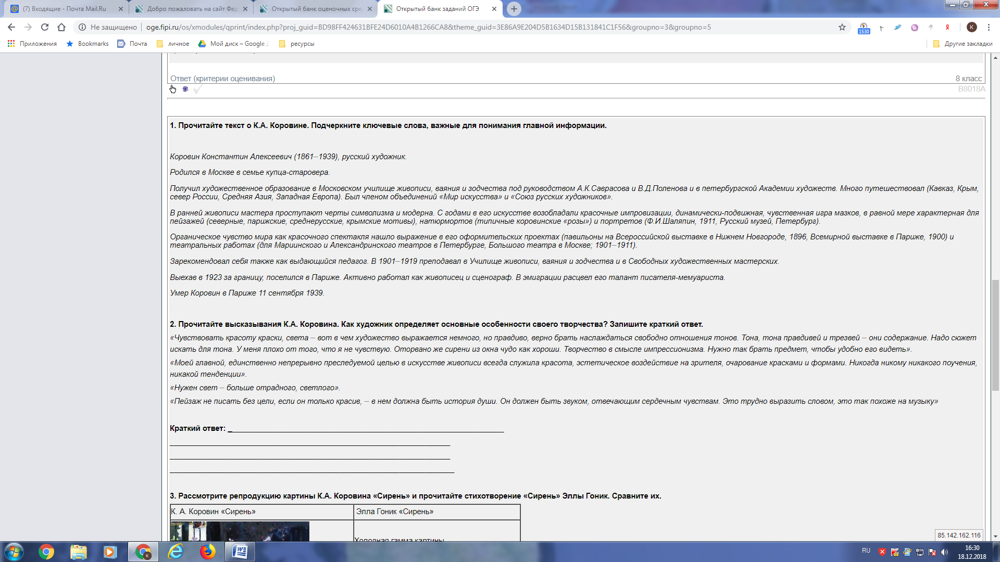 (7) Входящие - Почта Mail.Ru
Добро пожаловать на сайт Фед
Открытый банк оценочных сре
Открытый банк заданий ОГЭ
Не защищено
oge.fipi.ru/os/xmodules/qprint/index.php?proj_guid=BD98FF424631BFE24D6010A4B1266CA8&theme_guid=3E86A9E204D5B1634D15B131841C1F56&groupno=3&groupno=5
1530
Я
K
Приложения
Bookmarks
Почта
личное
Мой диск – Google Д
ресурсы
Другие закладки
Ответ (критерии оценивания)
8 класс
B8018A
1. Прочитайте текст о К.А. Коровине. Подчеркните ключевые слова, важные для понимания главной информации.
Коровин Константин Алексеевич (1861–1939), русский художник.
Родился в Москве в семье купца-старовера.
Получил художественное образование в Московском училище живописи, ваяния и зодчества под руководством А.К.Саврасова и В.Д.Поленова и в петербургской Академии художеств. Много путешествовал (Кавказ, Крым,
север России, Средняя Азия, Западная Европа). Был членом объединений «Мир искусства» и «Союз русских художников».
В ранней живописи мастера проступают черты символизма и модерна. С годами в его искусстве возобладали красочные импровизации, динамически-подвижная, чувственная игра мазков, в равной мере характерная для
пейзажей (северные, парижские, среднерусские, крымские мотивы), натюрмортов (типичные коровинские «розы») и портретов (Ф.И.Шаляпин, 1911, Русский музей, Петербург).
Органическое чувство мира как красочного спектакля нашло выражение в его оформительских проектах (павильоны на Всероссийской выставке в Нижнем Новгороде, 1896, Всемирной выставке в Париже, 1900) и
театральных работах (для Мариинского и Александринского театров в Петербурге, Большого театра в Москве; 1901–1911).
Зарекомендовал себя также как выдающийся педагог. В 1901–1919 преподавал в Училище живописи, ваяния и зодчества и в Свободных художественных мастерских.
Выехав в 1923 за границу, поселился в Париже. Активно работал как живописец и сценограф. В эмиграции расцвел его талант писателя-мемуариста.
Умер Коровин в Париже 11 сентября 1939.
2. Прочитайте высказывания К.А. Коровина. Как художник определяет основные особенности своего творчества? Запишите краткий ответ.
«Чувствовать красоту краски, света – вот в чем художество выражается немного, но правдиво, верно брать наслаждаться свободно отношения тонов. Тона, тона правдивей и трезвей – они содержание. Надо сюжет
искать для тона. У меня плохо от того, что я не чувствую. Оторвано же сирени из окна чудо как хороши. Творчество в смысле импрессионизма. Нужно так брать предмет, чтобы удобно его видеть».
«Моей главной, единственно непрерывно преследуемой целью в искусстве живописи всегда служила красота, эстетическое воздействие на зрителя, очарование красками и формами. Никогда никому никакого поучения,
никакой тенденции».
«Нужен свет – больше отрадного, светлого».
«Пейзаж не писать без цели, если он только красив, – в нем должна быть история души. Он должен быть звуком, отвечающим сердечным чувствам. Это трудно выразить словом, это так похоже на музыку»
Краткий ответ:
3. Рассмотрите репродукцию картины К.А. Коровина «Сирень» и прочитайте стихотворение «Сирень» Эллы Гоник. Сравните их.
К. А. Коровин «Сирень»
Элла Гоник «Сирень»
Холодная гамма картины
85.142.162.116
RU
16:30
18.12.2018